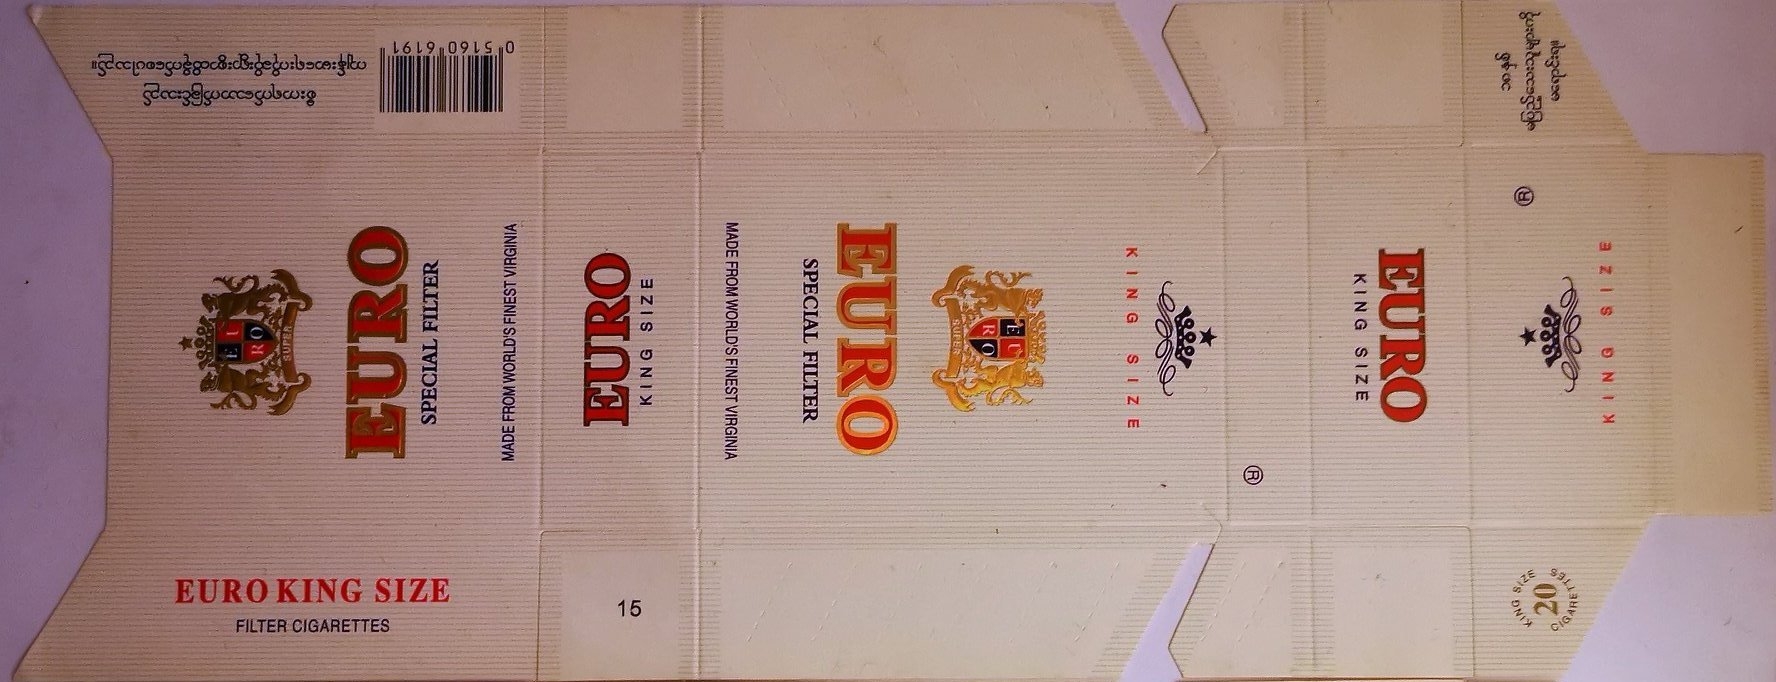 0 5160 6191
SUPER
E U
R O
EURO
SPECIAL FILTER
MADE FROM WORLD'S FINEST VIRGINIA
EURO KING SIZE
FILTER CIGARETTES
EURO
KING SIZE
15
MADE FROM WORLD'S FINEST VIRGINIA
SPECIAL FILTER
EURO
SUPER
E U
R O
KING SIZE
®
KING SIZE
EURO
®
KING SIZE
KING SIZE
20
CIGARETTES